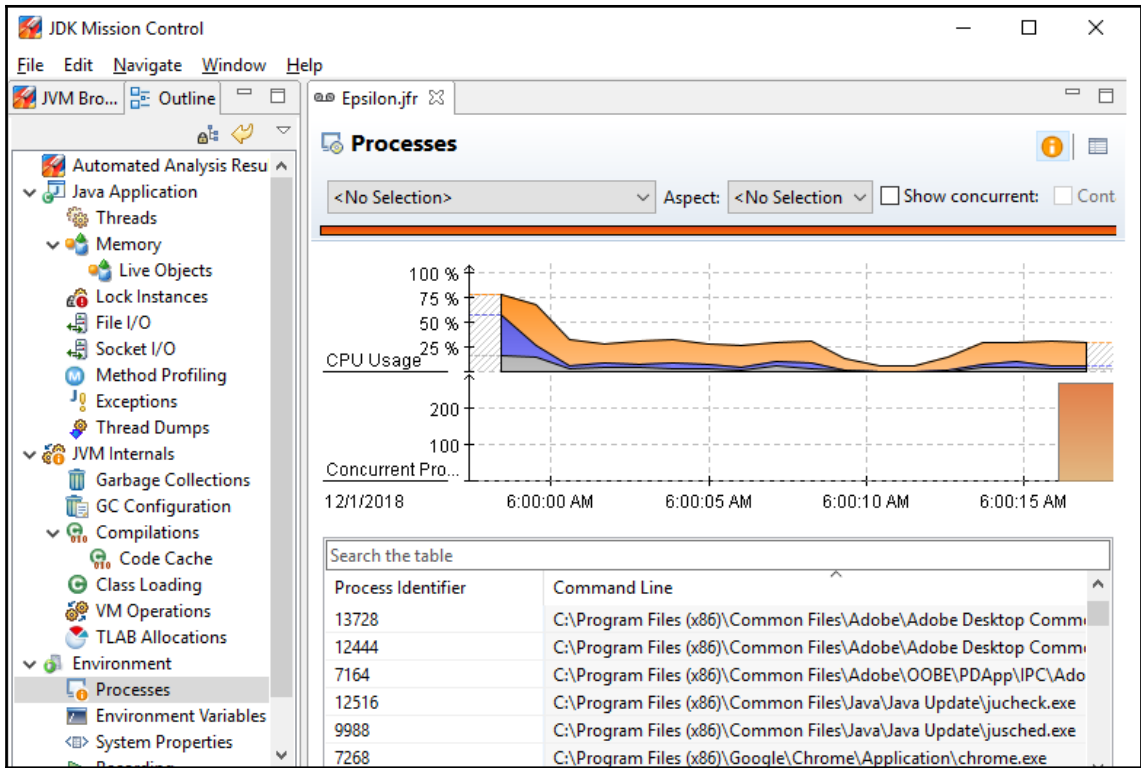 JDK Mission Control
File Edit Navigate Window Help
JVM Bro... Outline
Automated Analysis Resu
Java Application
Threads
Memory
Live Objects
Lock Instances
File I/O
Socket I/O
Method Profiling
Exceptions
Thread Dumps
JVM Internals
Garbage Collections
GC Configuration
Compilations
Code Cache
Class Loading
VM Operations
TLAB Allocations
Environment
Processes
Environment Variables
System Properties
Epsilon.jfr
Processes
<No Selection> Aspect: <No Selection Show concurrent: Cont
100 %
75 %
50 %
25 %
CPU Usage
200
100
Concurrent Pro...
12/1/2018 6:00:00 AM 6:00:05 AM 6:00:10 AM 6:00:15 AM
Search the table
Process Identifier Command Line
13728 C:\Program Files (x86)\Common Files\Adobe\Adobe Desktop Comm
12444 C:\Program Files (x86)\Common Files\Adobe\Adobe Desktop Comm
7164 C:\Program Files (x86)\Common Files\Adobe\OOBE\PDApp\IPC\Ado
12516 C:\Program Files (x86)\Common Files\Java\Java Update\jucheck.exe
9988 C:\Program Files (x86)\Common Files\Java\Java Update\jusched.exe
7268 C:\Program Files (x86)\Google\Chrome\Application\chrome.exe